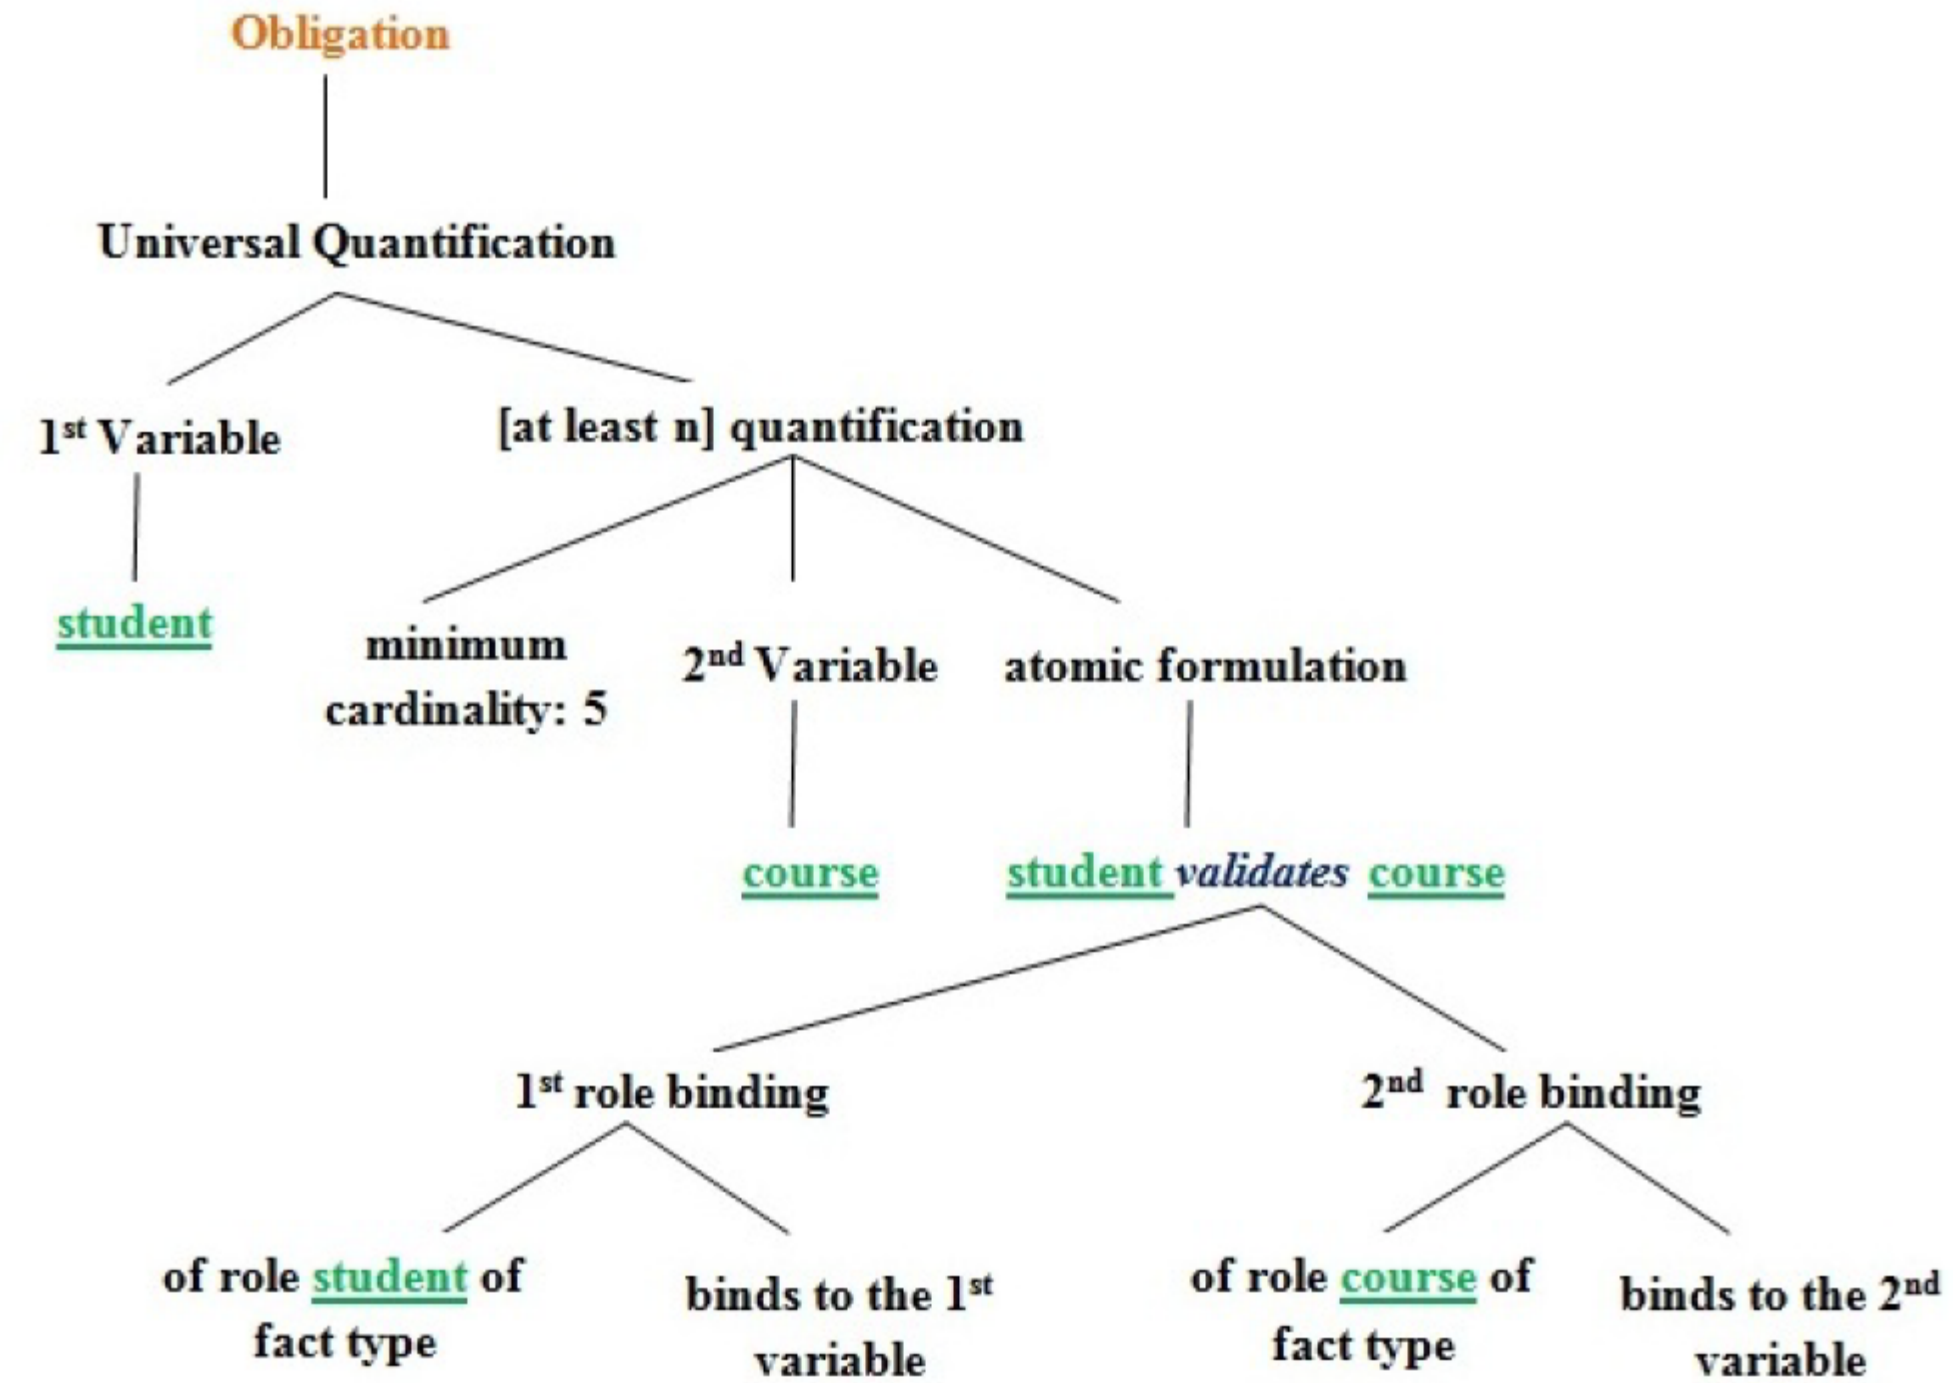 Obligation
Universal Quantification
1st Variable
[at least n] quantification
student
minimum
cardinality: 5
2nd Variable
atomic formulation
course
student validates course
1st role binding
2nd role binding
of role student of
fact type
binds to the 1st
variable
of role course of
fact type
binds to the 2nd
variable